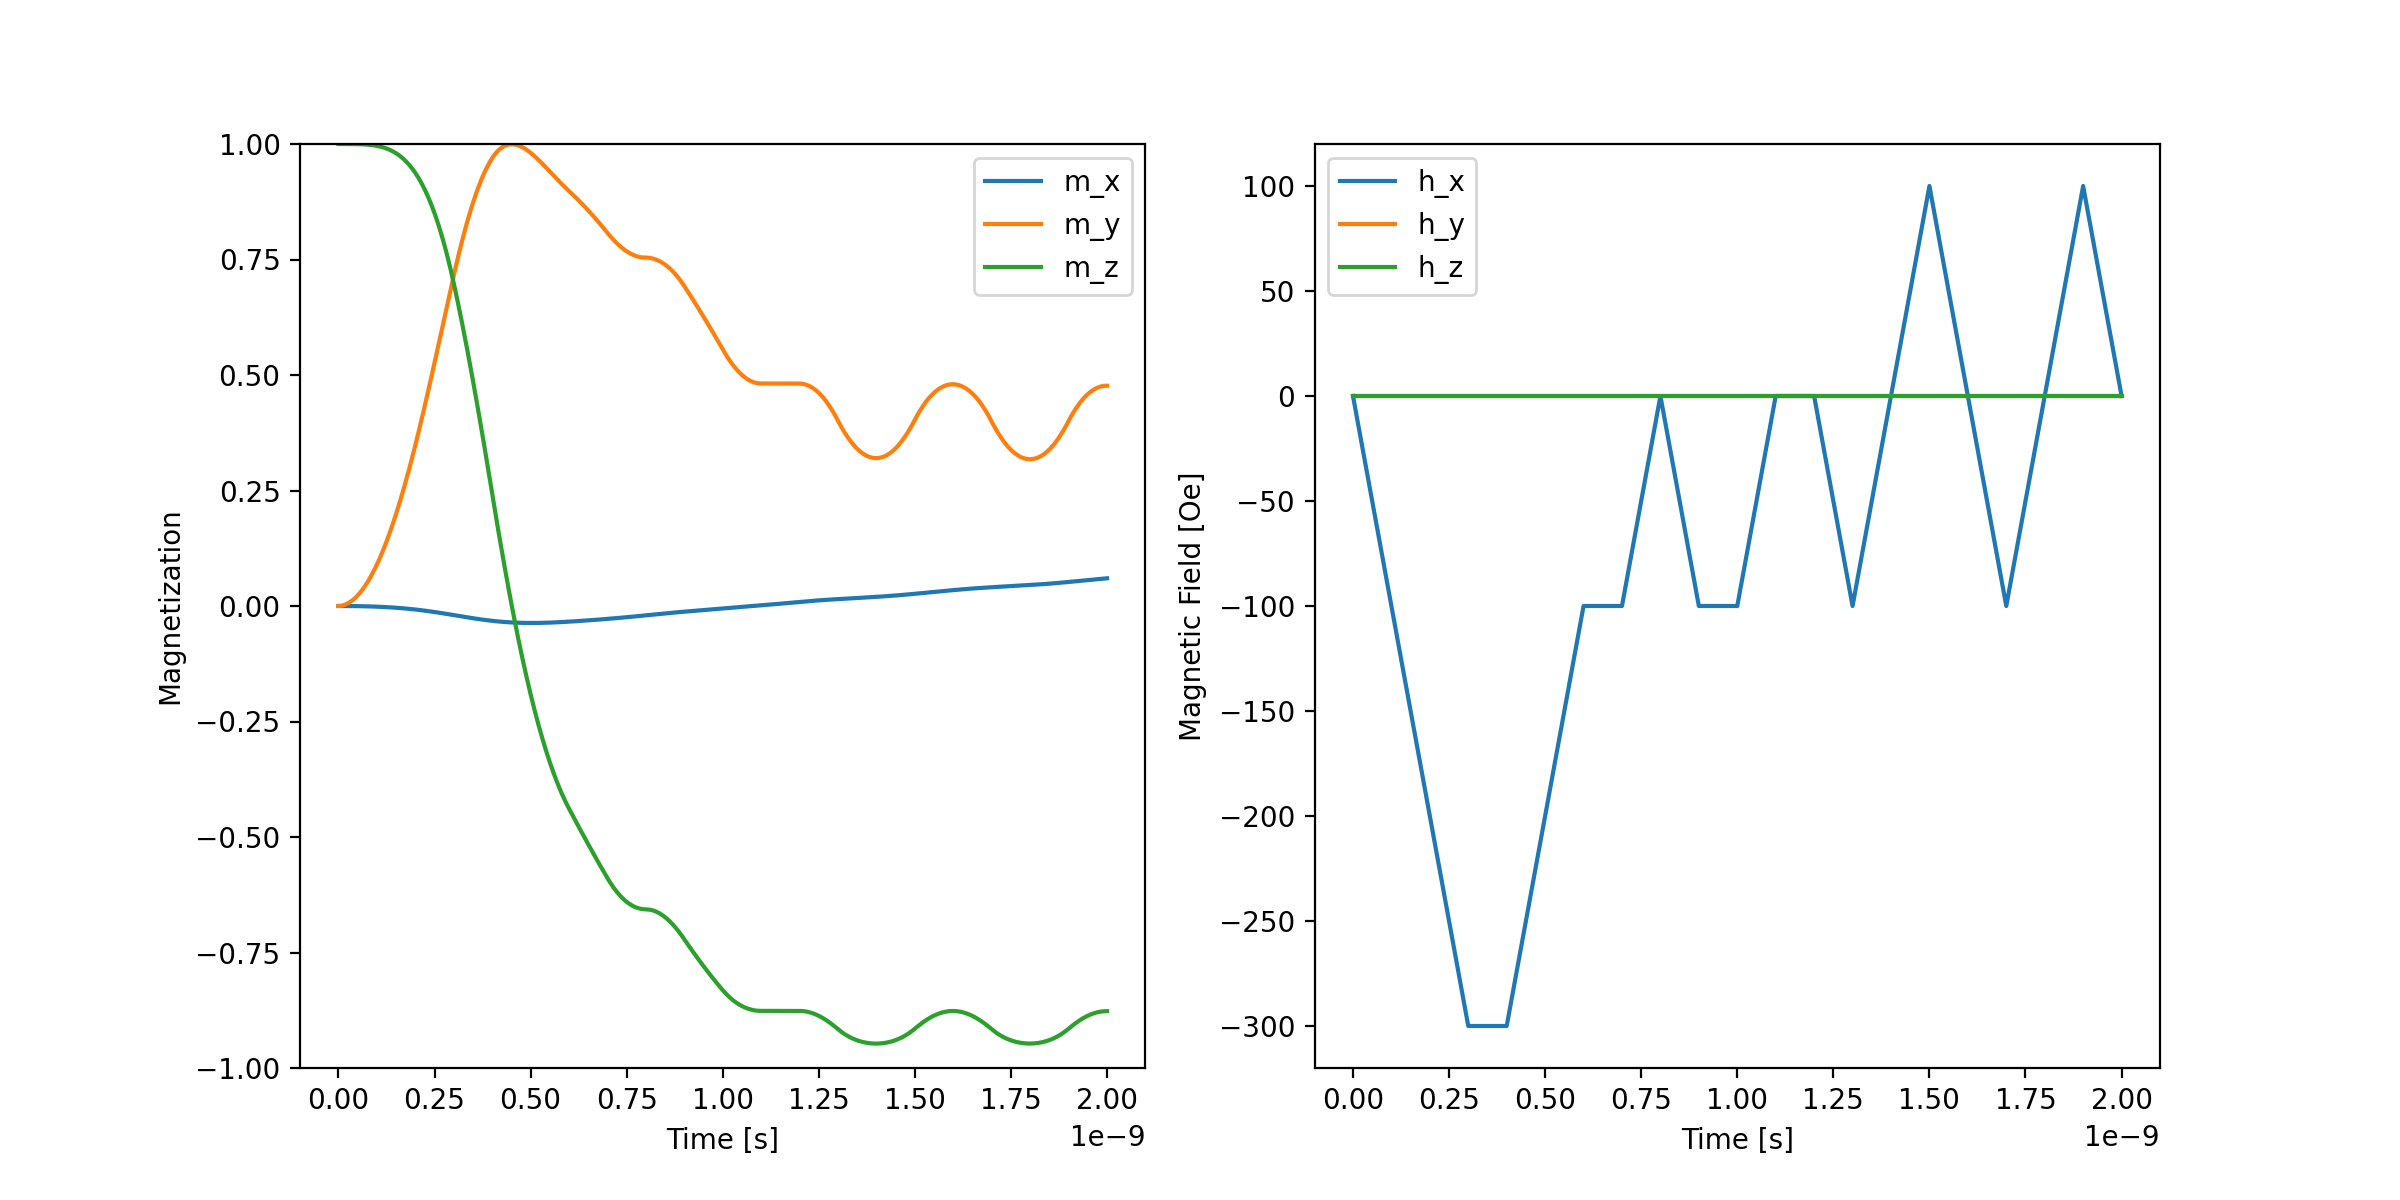 1.00
0.75
0.50
0.25
0.00
−0.25
−0.50
−0.75
−1.00
Magnetization
m_x
m_y
m_z
0.00 0.25 0.50 0.75 1.00 1.25 1.50 1.75 2.00
Time [s]
1e−9
100
50
0
−50
−100
−150
−200
−250
−300
Magnetic Field [Oe]
h_x
h_y
h_z
0.00 0.25 0.50 0.75 1.00 1.25 1.50 1.75 2.00
Time [s]
1e−9